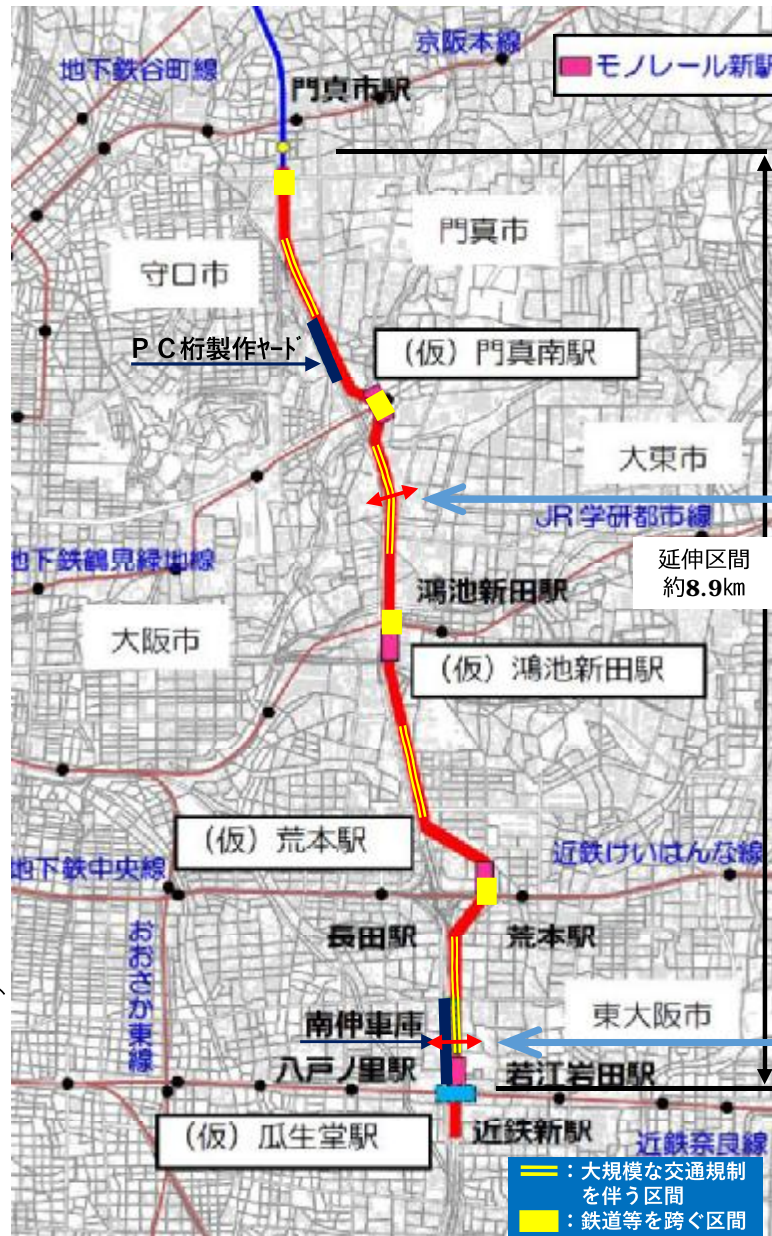 京阪本線
地下鉄谷町線
モノレール新駅
門真市駅
門真市
守口市
ＰＣ桁製作ﾔｰﾄﾞ
（仮）門真南駅
大東市
JR学研都市線
地下鉄鶴見緑地線
延伸区間
約8.9㎞
鴻池新田駅
大阪市
（仮）鴻池新田駅
（仮）荒本駅
近鉄けいはんな線
地下鉄中央線
長田駅
荒本駅
おおさか東線
東大阪市
南伸車庫
八戸ノ里駅
若江岩田駅
（仮）瓜生堂駅
近鉄新駅
近鉄奈良線
：大規模な交通規制
を伴う区間
：鉄道等を跨ぐ区間